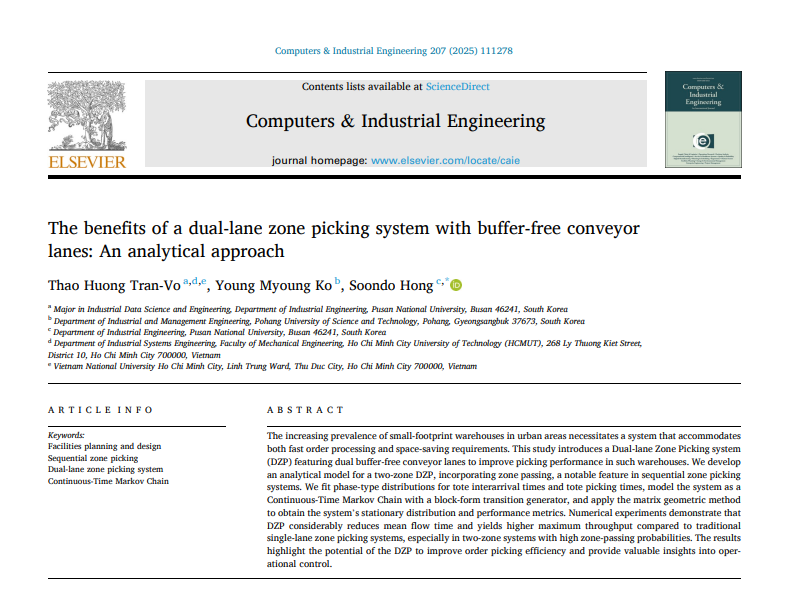 Computers & Industrial Engineering 207 (2025) 111278
Contents lists available at ScienceDirect
Computers & Industrial Engineering
journal homepage: www.elsevier.com/locate/caie
ELSEVIER
Computers &
Industrial
Engineering
The benefits of a dual-lane zone picking system with buffer-free conveyor
lanes: An analytical approach
Thao Huong Tran-Vo a,d,e, Young Myoung Ko b, Soondo Hong c,*
iD
a Major in Industrial Data Science and Engineering, Department of Industrial Engineering, Pusan National University, Busan 46241, South Korea
b Department of Industrial and Management Engineering, Pohang University of Science and Technology, Pohang, Gyeongsangbuk 37673, South Korea
c Department of Industrial Engineering, Pusan National University, Busan 46241, South Korea
d Department of Industrial Systems Engineering, Faculty of Mechanical Engineering, Ho Chi Minh City University of Technology (HCMUT), 268 Ly Thuong Kiet Street,
District 10, Ho Chi Minh City 700000, Vietnam
e Vietnam National University Ho Chi Minh City, Linh Trung Ward, Thu Duc City, Ho Chi Minh City 700000, Vietnam
ARTICLE INFO
Keywords:
Facilities planning and design
Sequential zone picking
Dual-lane zone picking system
Continuous-Time Markov Chain
ABSTRACT
The increasing prevalence of small-footprint warehouses in urban areas necessitates a system that accommodates
both fast order processing and space-saving requirements. This study introduces a Dual-lane Zone Picking system
(DZP) featuring dual buffer-free conveyor lanes to improve picking performance in such warehouses. We develop
an analytical model for a two-zone DZP, incorporating zone passing, a notable feature in sequential zone picking
systems. We fit phase-type distributions for tote interarrival times and tote picking times, model the system as a
Continuous-Time Markov Chain with a block-form transition generator, and apply the matrix geometric method
to obtain the system's stationary distribution and performance metrics. Numerical experiments demonstrate that
DZP considerably reduces mean flow time and yields higher maximum throughput compared to traditional
single-lane zone picking systems, especially in two-zone systems with high zone-passing probabilities. The results
highlight the potential of the DZP to improve order picking efficiency and provide valuable insights into oper-
ational control.